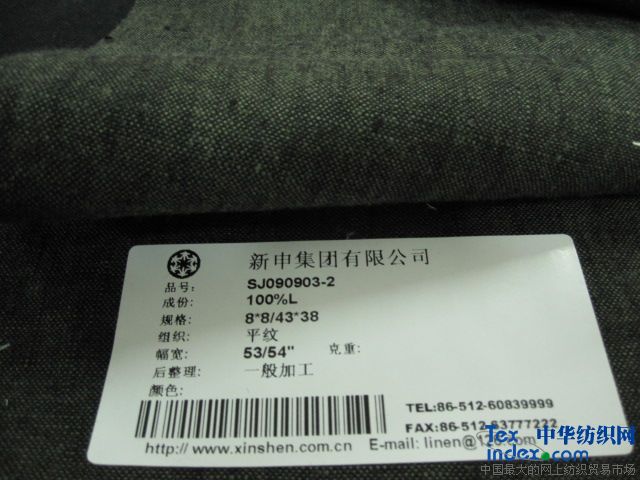 新申集团有限公司
品号: SJ090903-2
成份: 100%L
规格: 8*8/43*38
组织: 平纹
幅宽: 53/54" 克重:
后整理: 一般加工
颜色:
TEL:86-512-60839999
FAX:86-512-63777222
http://www.xinshen.com.cn E-mail: linen@126.com
Tex 中华纺织网
index.com
中国最大的网上纺织贸易市场